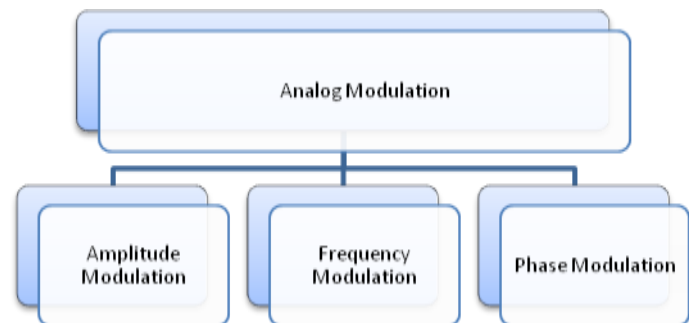 Analog Modulation
Amplitude
Modulation
Frequency
Modulation
Phase Modulation